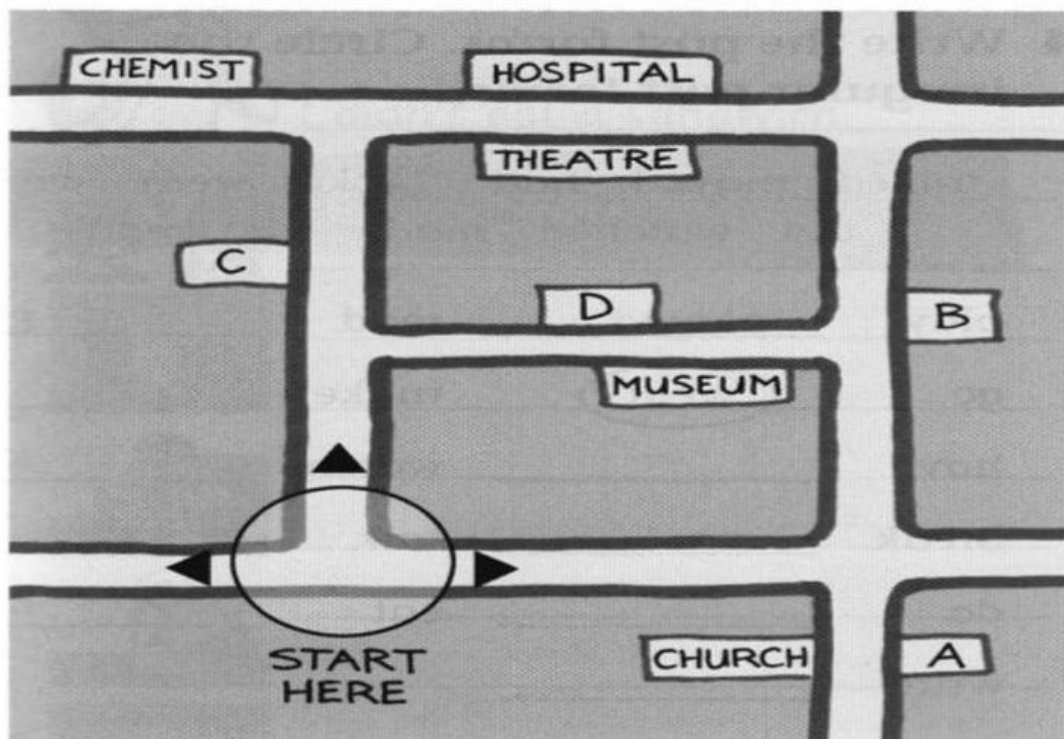 CHEMIST
HOSPITAL
THEATRE
C
D
B
MUSEUM
START
HERE
CHURCH
A